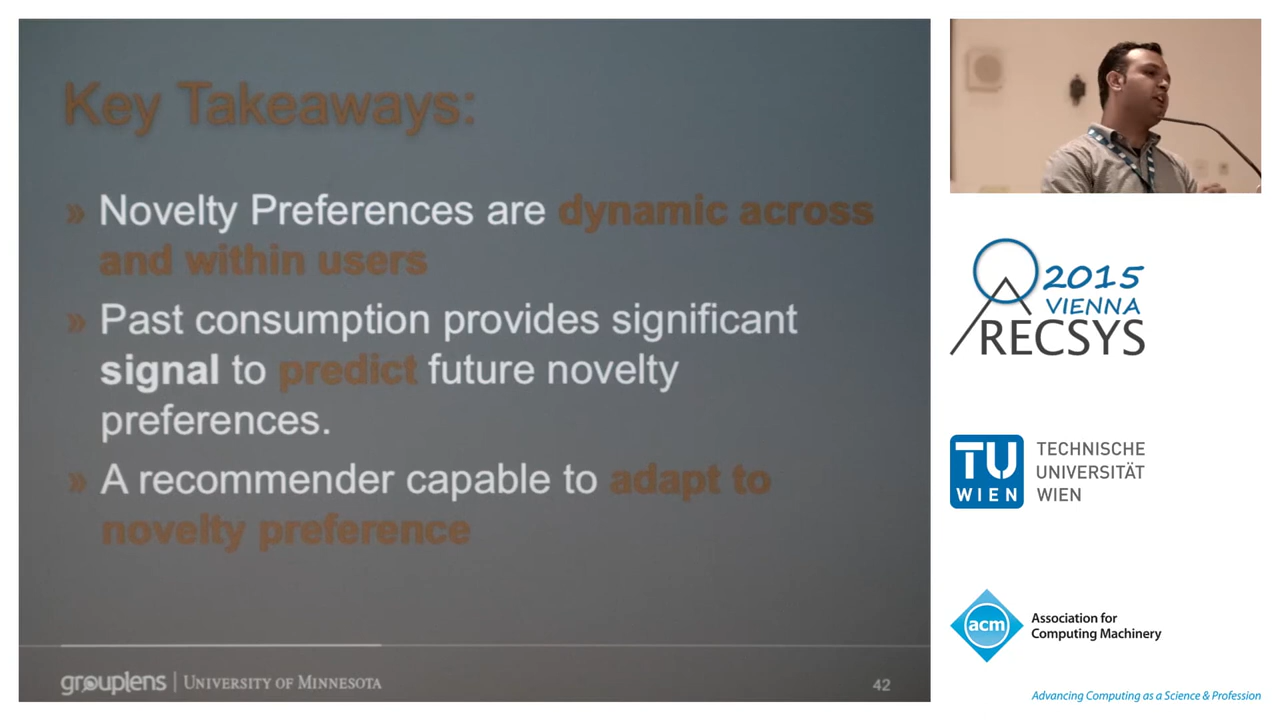 Key Takeaways:
» Novelty Preferences are dynamic across
and within users
» Past consumption provides significant
signal to predict future novelty
preferences.
» A recommender capable to adapt to
novelty preference
grouplens | UNIVERSITY OF MINNESOTA
42
2015
VIENNA
RECSYS
TU
WIEN
TECHNISCHE
UNIVERSITÄT
WIEN
acm
Association for
Computing Machinery
Advancing Computing as a Science & Profession